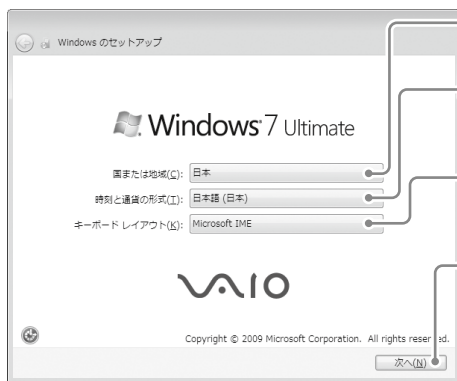 Windows のセットアップ
Windows 7 Ultimate
国または地域(C): 日本
時刻と通貨の形式(T): 日本語 (日本)
キーボード レイアウト(K): Microsoft IME
VAIO
Copyright © 2009 Microsoft Corporation. All rights reserved.
次へ(N)